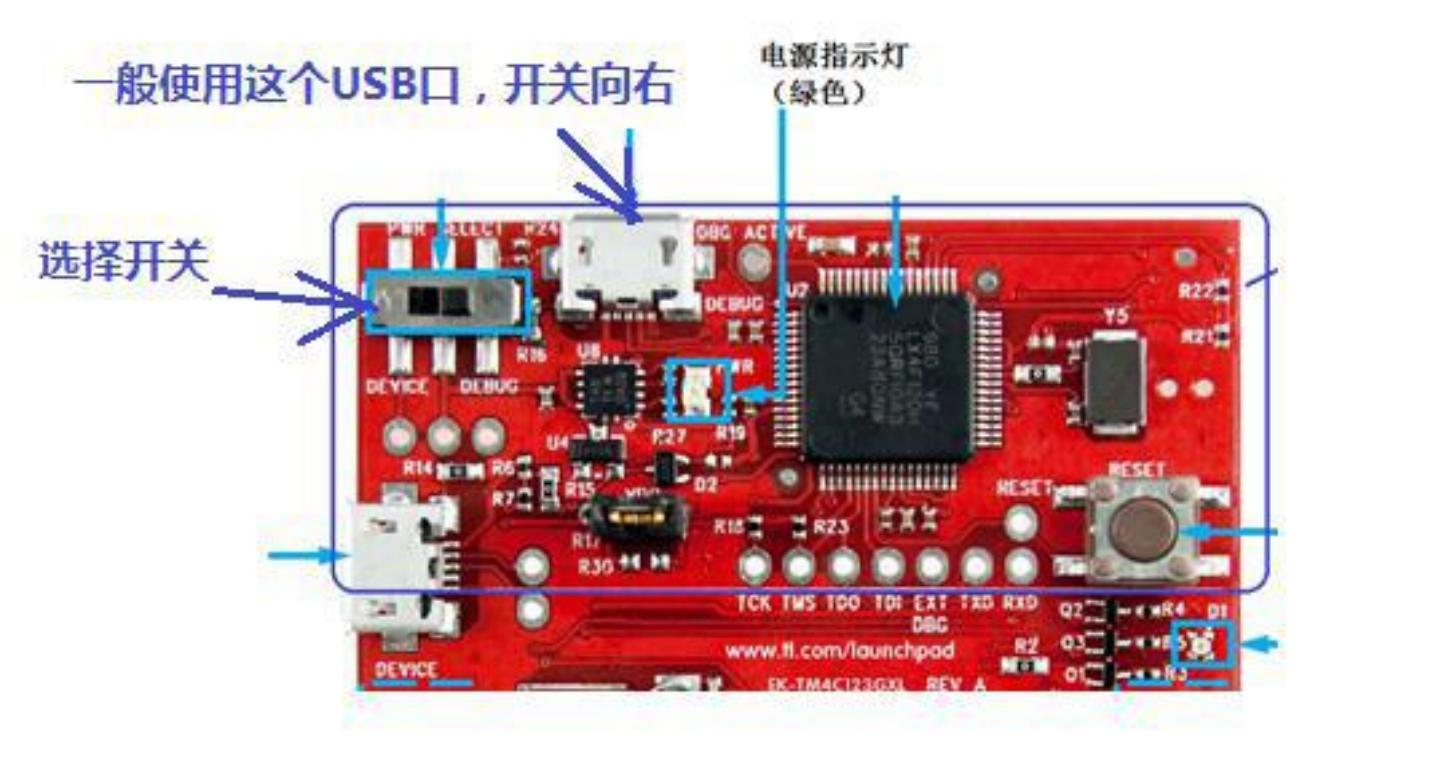 电源指示灯
（绿色）
一般使用这个USB口，开关向右
选择开关
PWR SELECT
R24
DBG ACTIVE
DEBUG
U2
R22
R21
Y5
R16
U8
PWR
DEVICE
DEBUG
R27
R19
U4
R14
R6
R7
R15
D2
RESET
RESET
R18
R23
R17
R30
TCK TMS TDO TDI EXT TXD RXD
DBG
Q2
R4
D1
Q3
Q1
R3
R2
www.ti.com/launchpad
DEVICE
EK-TM4C123GXL REV A